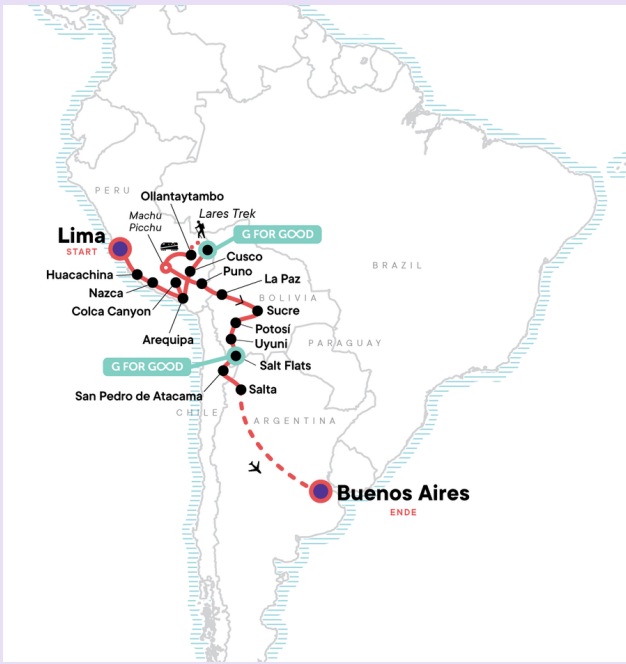 PERU
Ollantaytambo
Machu
Picchu
Lares Trek
G FOR GOOD
Lima
START
Cusco
Puno
BRAZIL
Huacachina
La Paz
Nazca
BOLIVIA
Colca Canyon
Sucre
Potosí
Arequipa
Uyuni
PARAGUAY
G FOR GOOD
Salt Flats
San Pedro de Atacama
Salta
CHILE
ARGENTINA
Buenos Aires
ENDE